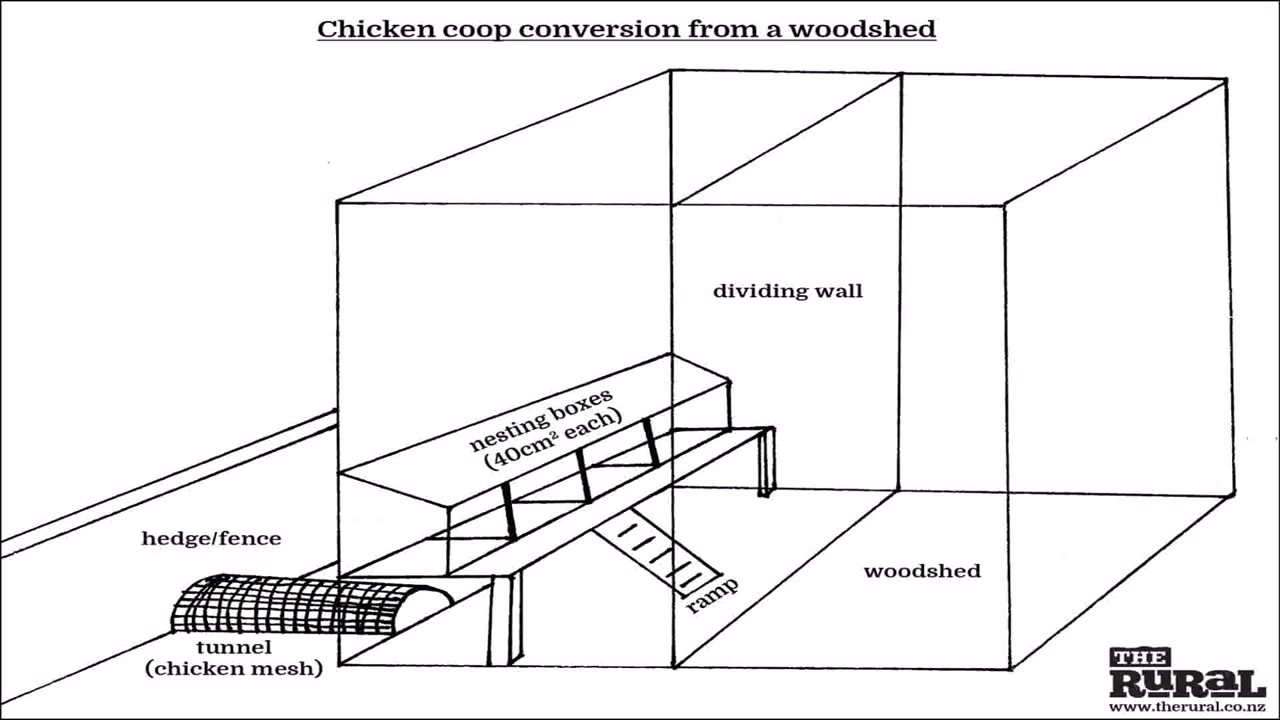 Chicken coop conversion from a woodshed
dividing wall
nesting boxes
(40cm² each)
hedge/fence
woodshed
ramp
tunnel
(chicken mesh)
THE
RURAL
www.therural.co.nz